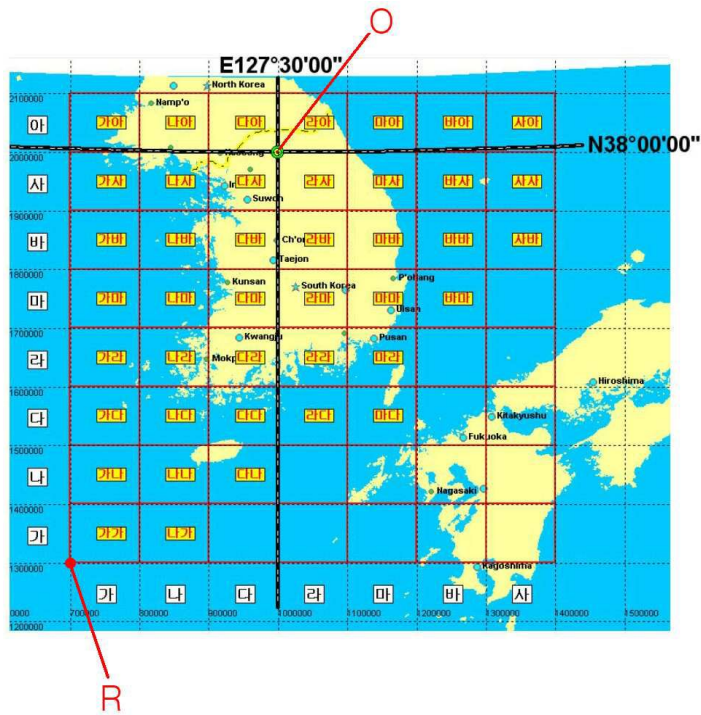 O
E127°30'00"
North Korea
2100000
Namp'o
아 가아 나아 다아 라아 마아 바아 사아
N38°00'00"
2000000
사 가사 나사 다사 라사 마사 바사 사사
Suwon
1900000
바 가바 나바 다바 라바 마바 바바 사바
Taejon
1800000
Kunsan
South Korea
P'ohang
마 가마 나마 다마 라마 마마 바마
Ulsan
1700000
Kwangju
Pusan
라 가라 나라 다라 라라 마라
1600000
Hiroshima
다 가다 나다 다다 라다 마다
Kitakyushu
Fukuoka
1500000
나 가나 나나 다나
Nagasaki
1400000
가 가가 나가
1300000
Kagoshima
가 나 다 라 마 바 사
700000 800000 900000 1000000 1100000 1200000 1300000 1400000 1500000
1200000
R